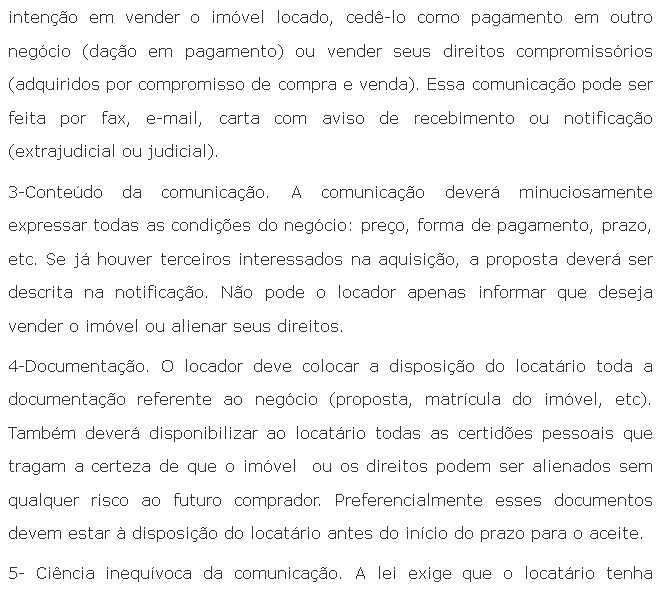 intenção em vender o imóvel locado, cedê-lo como pagamento em outro
negócio (dação em pagamento) ou vender seus direitos compromissórios
(adquiridos por compromisso de compra e venda). Essa comunicação pode ser
feita por fax, e-mail, carta com aviso de recebimento ou notificação
(extrajudicial ou judicial).
3-Conteúdo da comunicação. A comunicação deverá minuciosamente
expressar todas as condições do negócio: preço, forma de pagamento, prazo,
etc. Se já houver terceiros interessados na aquisição, a proposta deverá ser
descrita na notificação. Não pode o locador apenas informar que deseja
vender o imóvel ou alienar seus direitos.
4-Documentação. O locador deve colocar a disposição do locatário toda a
documentação referente ao negócio (proposta, matrícula do imóvel, etc).
Também deverá disponibilizar ao locatário todas as certidões pessoais que
tragam a certeza de que o imóvel  ou os direitos podem ser alienados sem
qualquer risco ao futuro comprador. Preferencialmente esses documentos
devem estar à disposição do locatário antes do início do prazo para o aceite.
5- Ciência inequívoca da comunicação. A lei exige que o locatário tenha